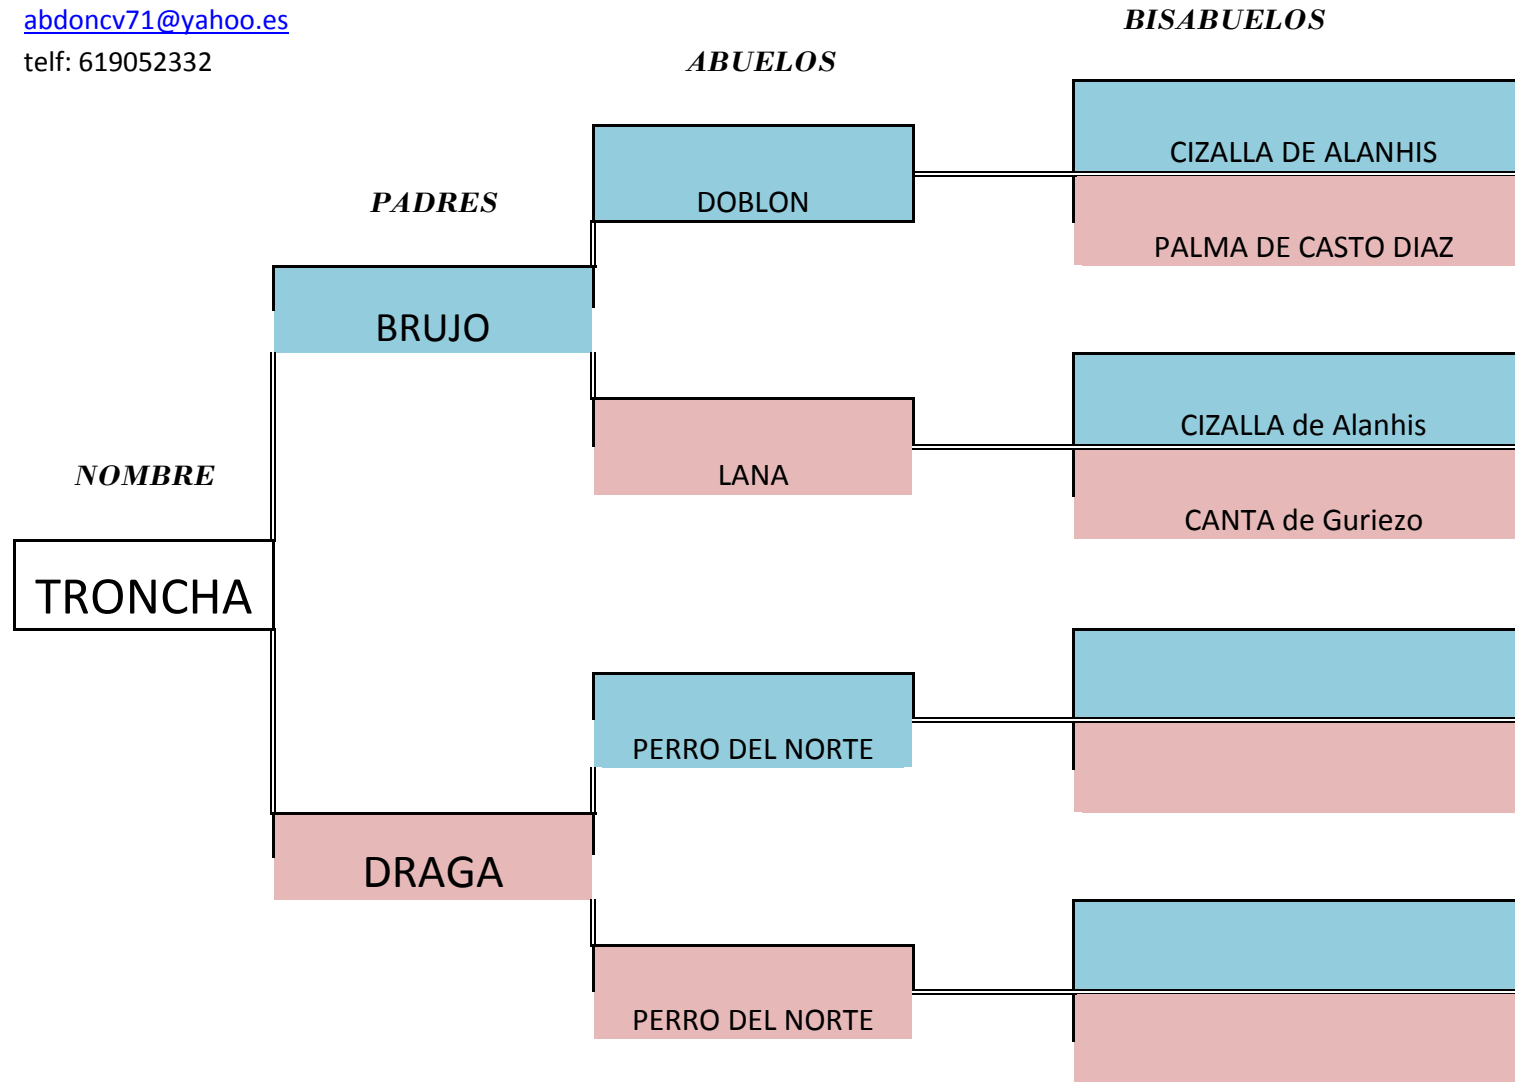 abdoncv71@yahoo.es
telf: 619052332
BISABUELOS
ABUELOS
CIZALLA DE ALANHIS
PADRES
DOBLON
PALMA DE CASTO DIAZ
BRUJO
CIZALLA de Alanhis
NOMBRE
LANA
CANTA de Guriezo
TRONCHA
PERRO DEL NORTE
DRAGA
PERRO DEL NORTE